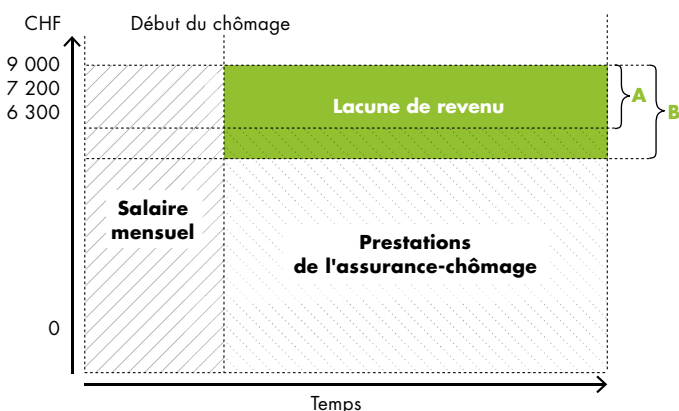 CHF
Début du chômage
9 000
7 200
6 300
Lacune de revenu
A
B
Salaire
mensuel
Prestations
de l'assurance-chômage
0
Temps